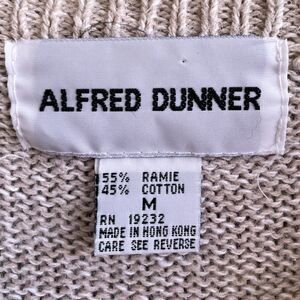 ALFRED DUNNER
55% RAMIE
45% COTTON
M
RN 19232
MADE IN HONG KONG
CARE SEE REVERSE